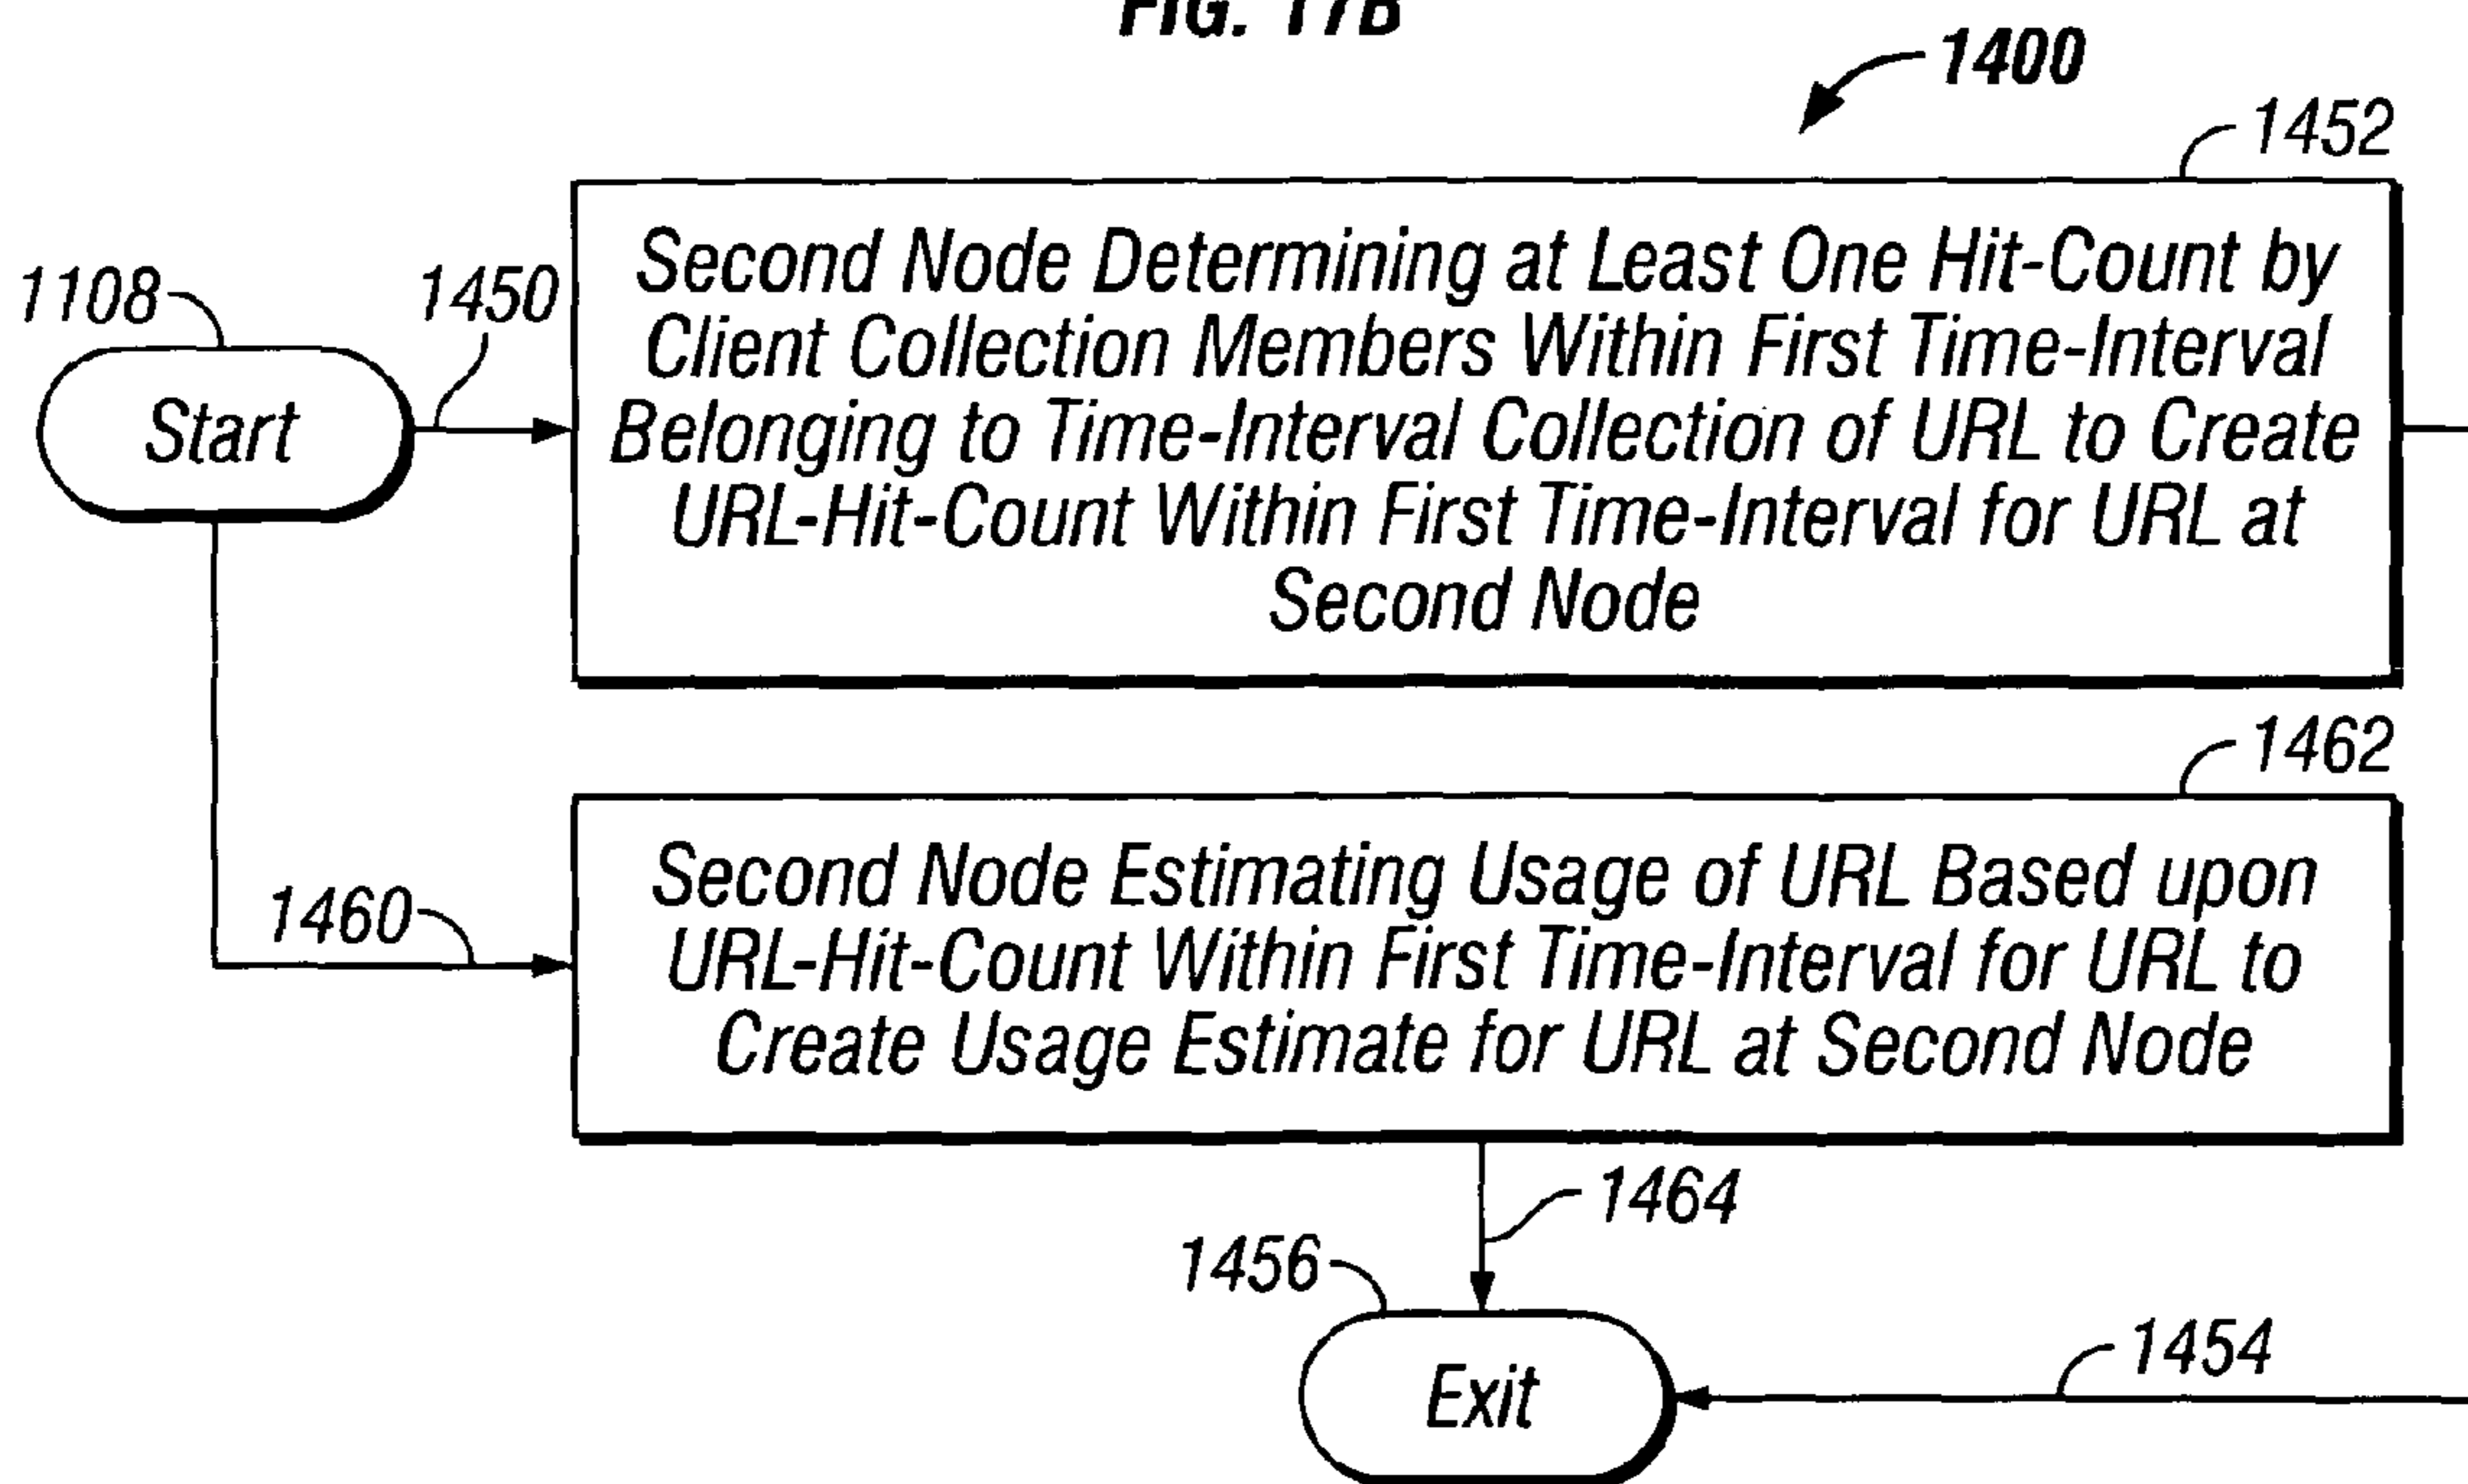 FIG. 17B
1400
1452
1108
1450
Start
Second Node Determining at Least One Hit-Count by
Client Collection Members Within First Time-Interval
Belonging to Time-Interval Collection of URL to Create
URL-Hit-Count Within First Time-Interval for URL at
Second Node
1462
1460
Second Node Estimating Usage of URL Based upon
URL-Hit-Count Within First Time-Interval for URL to
Create Usage Estimate for URL at Second Node
1464
1456
Exit
1454